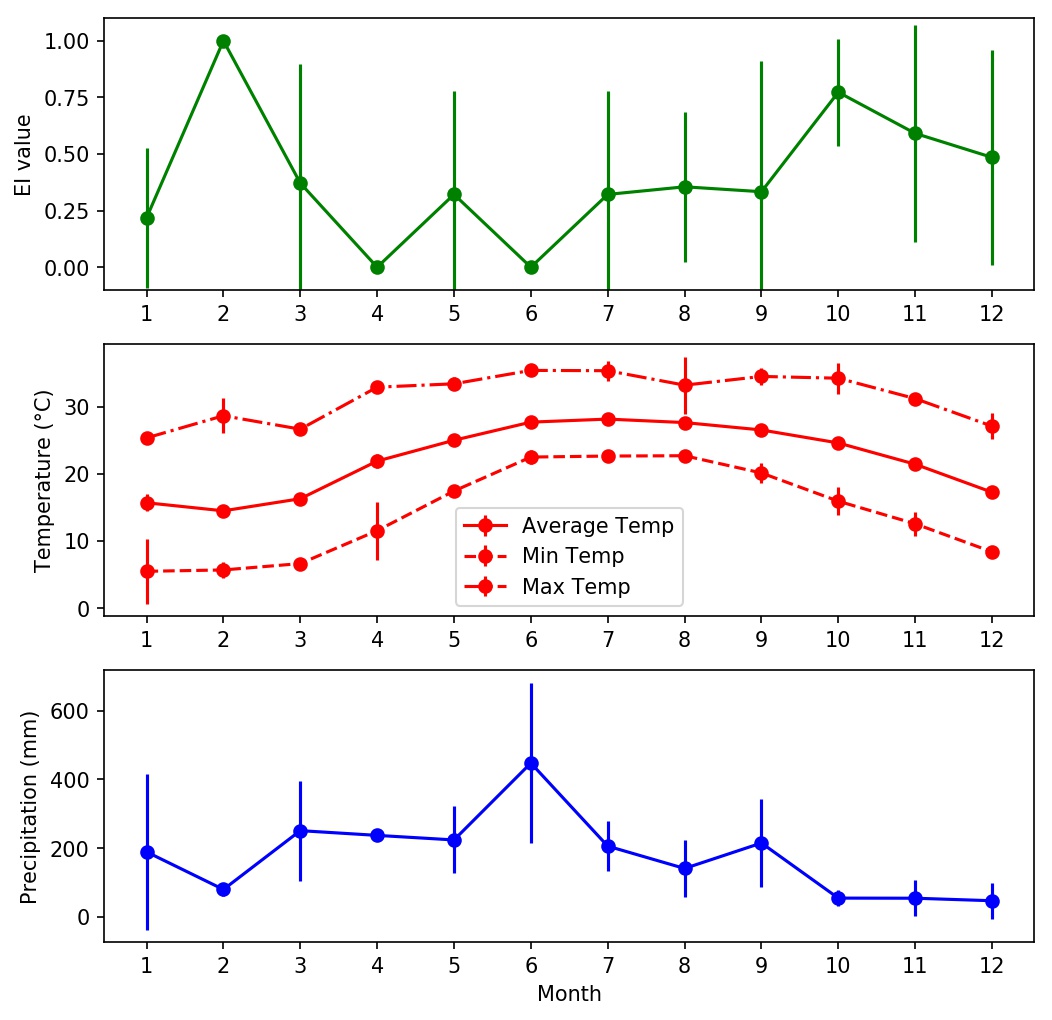 EI value
1.00
0.75
0.50
0.25
0.00
1 2 3 4 5 6 7 8 9 10 11 12
Temperature (°C)
30
20
10
0
Average Temp
Min Temp
Max Temp
1 2 3 4 5 6 7 8 9 10 11 12
Precipitation (mm)
600
400
200
0
1 2 3 4 5 6 7 8 9 10 11 12
Month